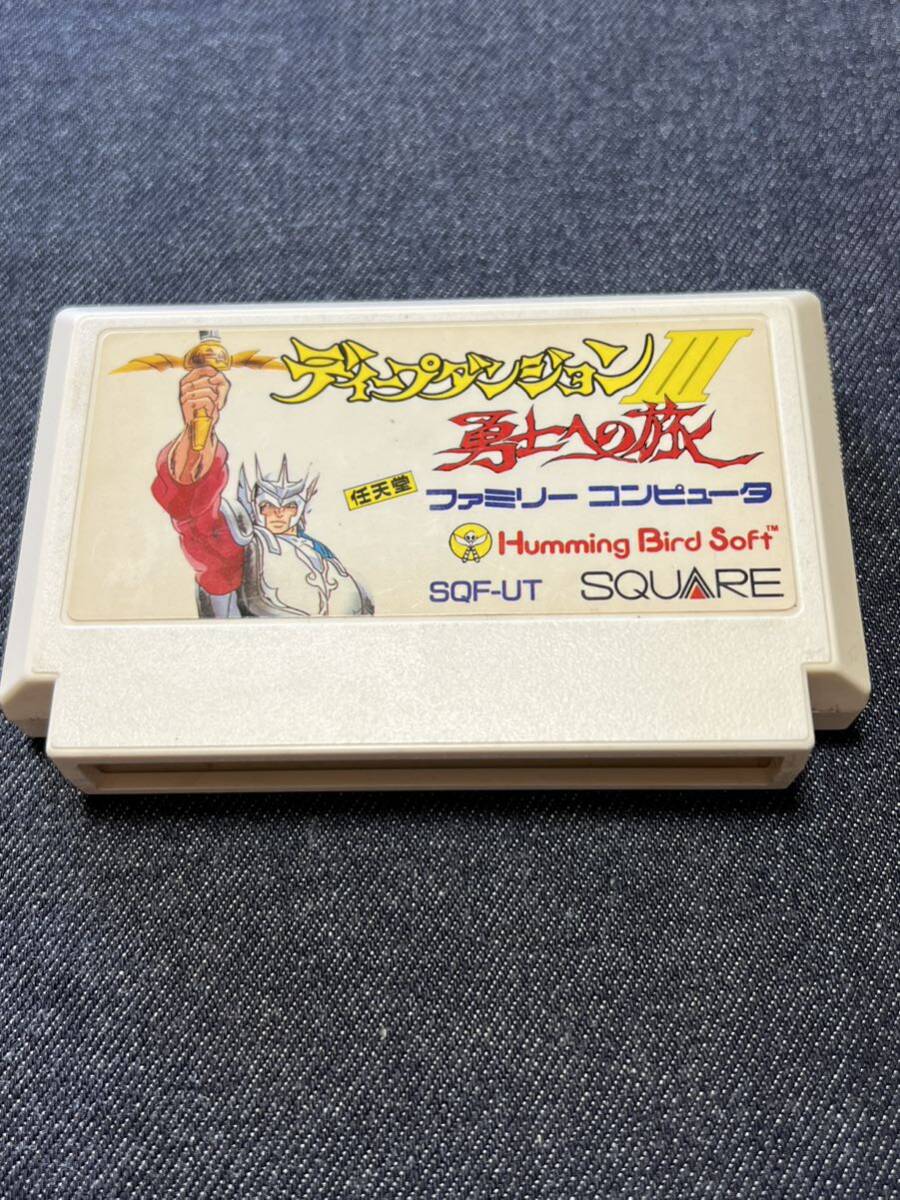 ディープダンジョンIII
勇士への旅
任天堂 ファミリー コンピュータ
Humming Bird Soft™
SQF-UT SQUARE